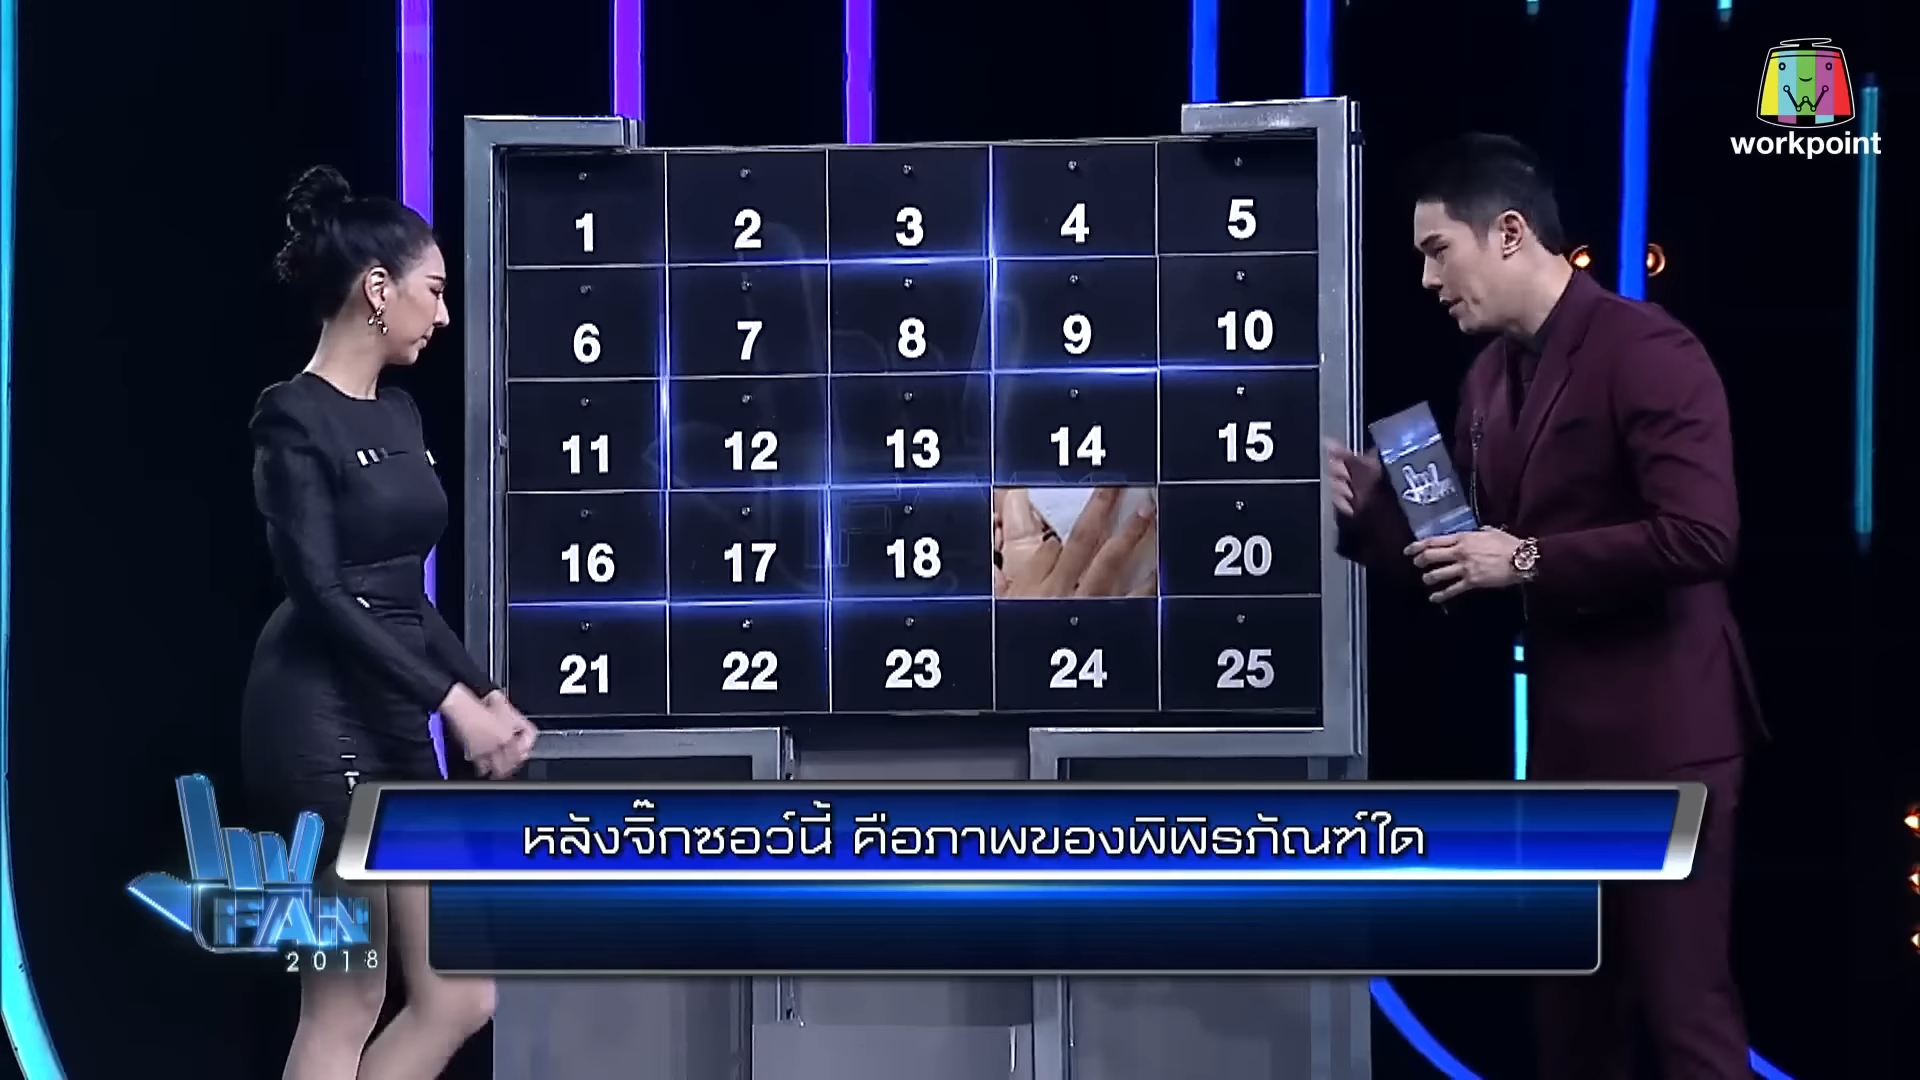 workpoint
1 2 3 4 5
6 7 8 9 10
11 12 13 14 15
16 17 18 20
21 22 23 24 25
หลังจิ๊กซอว์นี้ คือภาพของพิพิธภัณฑ์ใด
FAN
2018